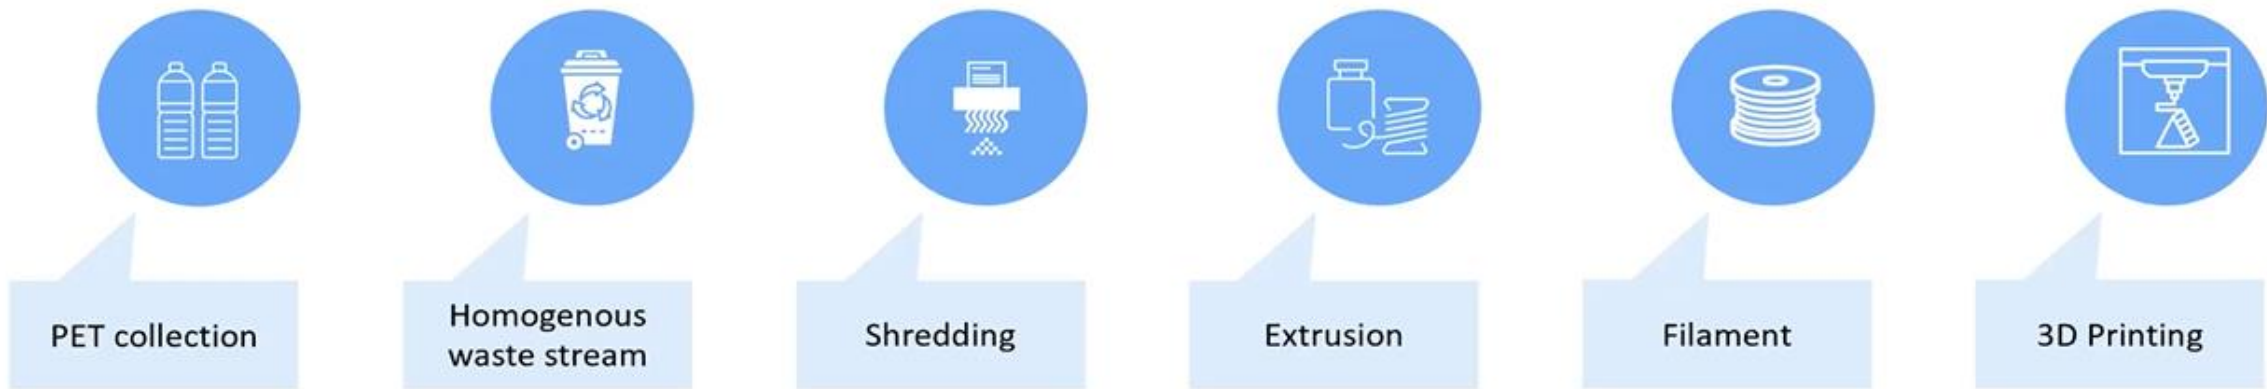 PET collection
Homogenous
waste stream
Shredding
Extrusion
Filament
3D Printing